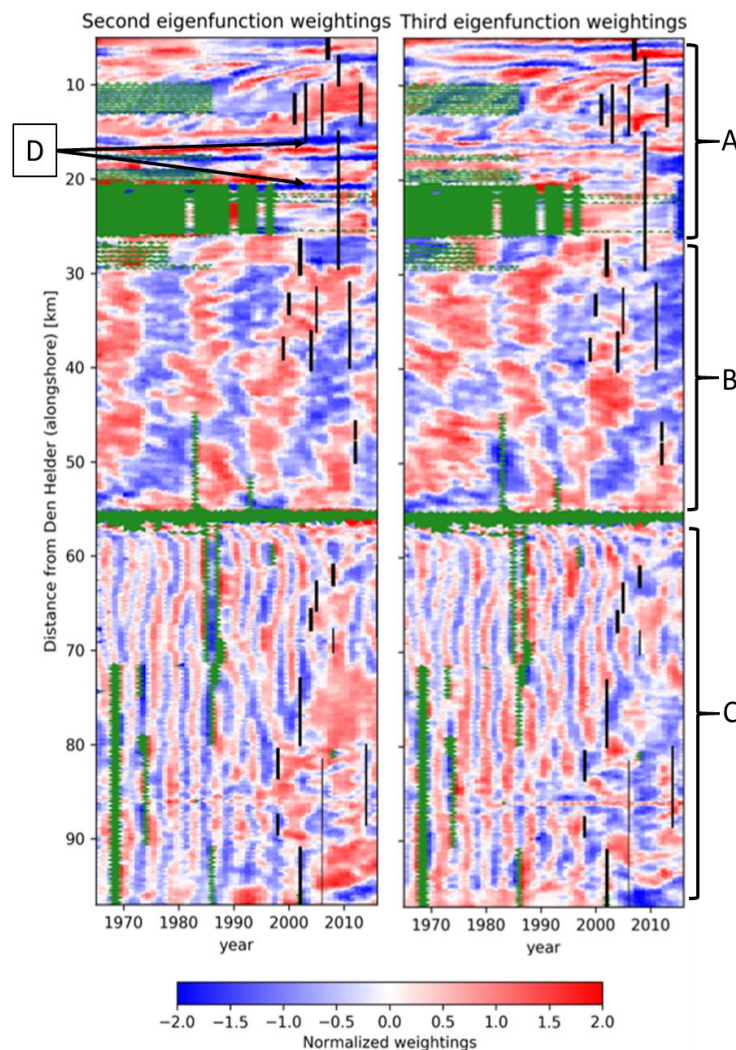 Second eigenfunction weightings
Third eigenfunction weightings
Distance from Den Helder (alongshore) [km]
10
20
30
40
50
60
70
80
90
D
A
B
C
1970 1980 1990 2000 2010
year
1970 1980 1990 2000 2010
year
−2.0 −1.5 −1.0 −0.5 0.0 0.5 1.0 1.5 2.0
Normalized weightings